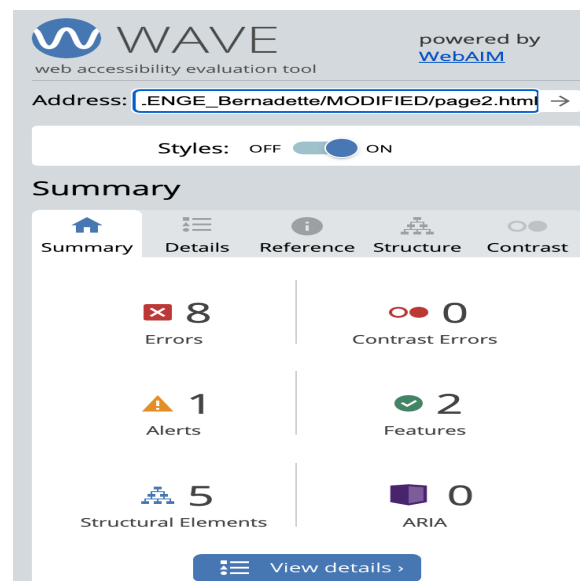 WAVE
web accessibility evaluation tool
powered by
WebAIM
Address: .ENGE_Bernadette/MODIFIED/page2.html
Styles: OFF ON
Summary
Summary Details Reference Structure Contrast
8 0
Errors Contrast Errors
1 2
Alerts Features
5 0
Structural Elements ARIA
View details ›